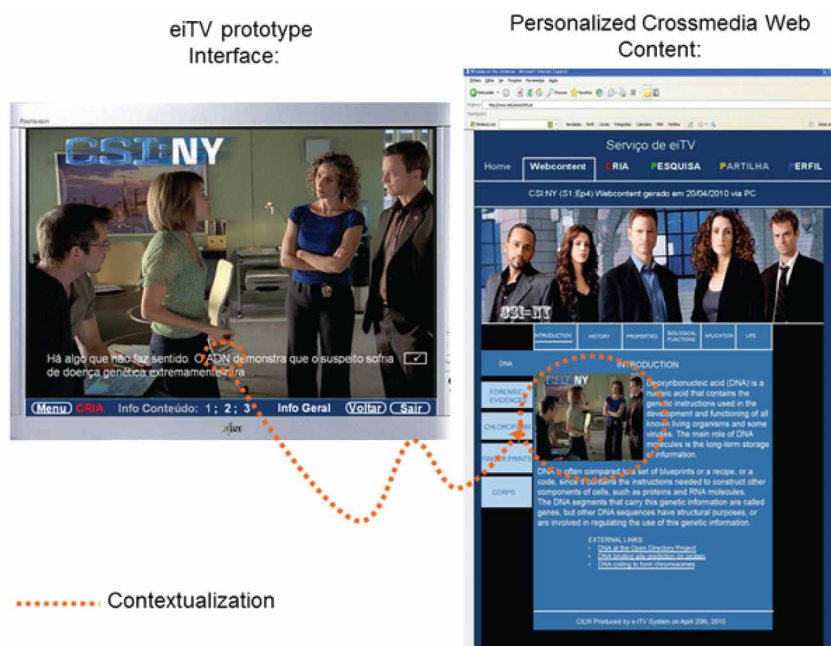 eiTV prototype
Interface:
Personalized Crossmedia Web
Content:
CSI:NY
Há algo que não faz sentido. O ADN demonstra que o suspeito sofria
de doença genética extremamente rara
Menu CRIA Info Conteúdo: 1; 2; 3 Info Geral Voltar Sair
Contextualization
Serviço de eiTV
Home Webcontent CRIA PESQUISA PARTILHA PERFIL
CSI:NY (S1:Ep4) Webcontent gerado em 20/04/2010 via PC
CSI:NY
INTRODUCTION HISTORY PROPERTIES BIOLOGICAL FUNCTIONS APLICATION LIFE
DNA
FORENSIC
EVIDENCES
CHLOROFORM
FINGER PRINTS
CORPS
INTRODUCTION
NY
Deoxyribonucleic acid (DNA) is a
nucleic acid that contains the
genetic instructions used in the
development and functioning of all
known living organisms and some
viruses. The main role of DNA
molecules is the long-term storage
of information.
DNA is often compared to a set of blueprints or a recipe, or a
code, since it contains the instructions needed to construct other
components of cells, such as proteins and RNA molecules.
The DNA segments that carry this genetic information are called
genes, but other DNA sequences have structural purposes, or
are involved in regulating the use of this genetic information.
EXTERNAL LINKS:
DNA at the Open Directory Project
DNA binding site prediction on protein
DNA coiling to form chromosomes
CILW Produced by e-iTV System on April 20th, 2010